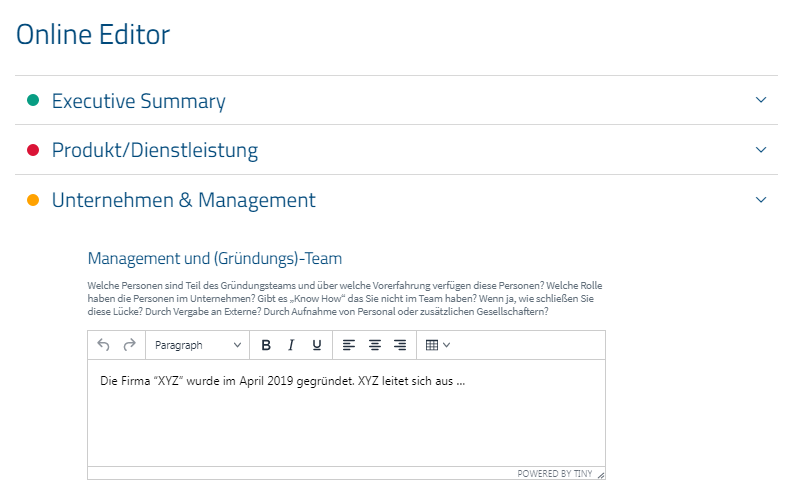 Online Editor
Executive Summary
Produkt/Dienstleistung
Unternehmen & Management
Management und (Gründungs)-Team
Welche Personen sind Teil des Gründungsteams und über welche Vorerfahrung verfügen diese Personen? Welche Rolle
haben die Personen im Unternehmen? Gibt es „Know How“ das Sie nicht im Team haben? Wenn ja, wie schließen Sie
diese Lücke? Durch Vergabe an Externe? Durch Aufnahme von Personal oder zusätzlichen Gesellschaftern?
Paragraph B I U
Die Firma "XYZ" wurde im April 2019 gegründet. XYZ leitet sich aus ...
POWERED BY TINY